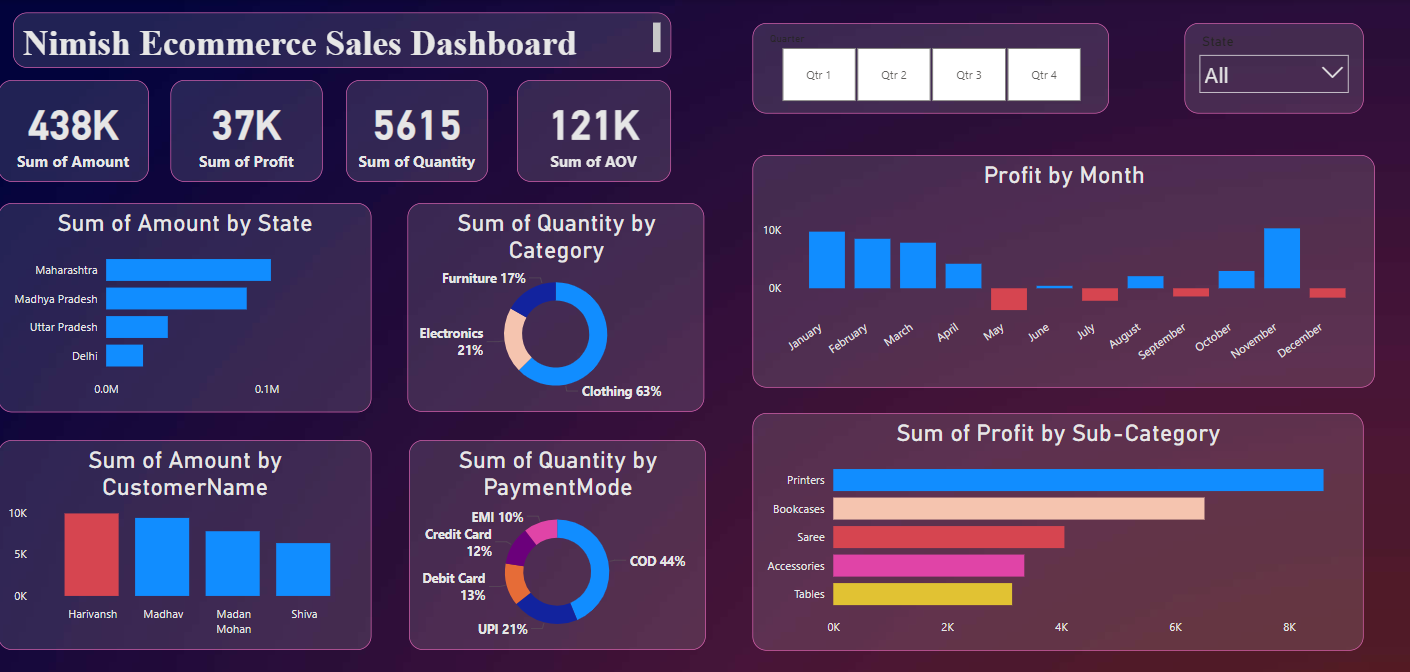 Nimish Ecommerce Sales Dashboard
Quarter
Qtr 1
Qtr 2
Qtr 3
Qtr 4
State
All
438K
Sum of Amount
37K
Sum of Profit
5615
Sum of Quantity
121K
Sum of AOV
Sum of Amount by State
Maharashtra
Madhya Pradesh
Uttar Pradesh
Delhi
0.0M
0.1M
Sum of Quantity by
Category
Furniture 17%
Electronics
21%
Clothing 63%
Profit by Month
10K
0K
January
February
March
April
May
June
July
August
September
October
November
December
Sum of Amount by
CustomerName
10K
5K
0K
Harivansh
Madhav
Madan
Mohan
Shiva
Sum of Quantity by
PaymentMode
EMI 10%
Credit Card
12%
Debit Card
13%
UPI 21%
COD 44%
Sum of Profit by Sub-Category
Printers
Bookcases
Saree
Accessories
Tables
0K
2K
4K
6K
8K